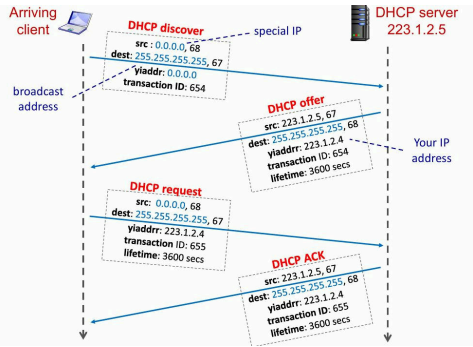 Arriving
client
DHCP server
223.1.2.5
DHCP discover
src : 0.0.0.0, 68
dest: 255.255.255.255, 67
yiaddr: 0.0.0.0
transaction ID: 654
special IP
broadcast
address
DHCP offer
src: 223.1.2.5, 67
dest: 255.255.255.255, 68
yiaddrr: 223.1.2.4
transaction ID: 654
lifetime: 3600 secs
Your IP
address
DHCP request
src: 0.0.0.0, 68
dest: 255.255.255.255, 67
yiaddrr: 223.1.2.4
transaction ID: 655
lifetime: 3600 secs
DHCP ACK
src: 223.1.2.5, 67
dest: 255.255.255.255, 68
yiaddrr: 223.1.2.4
transaction ID: 655
lifetime: 3600 secs